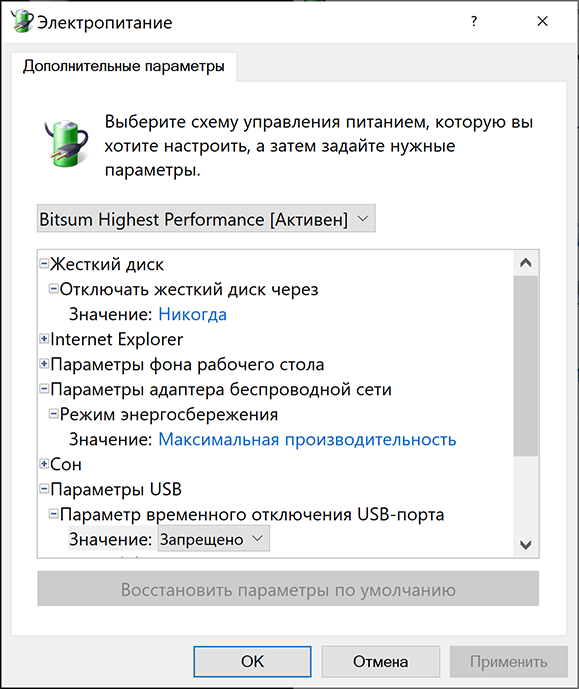 Электропитание
Дополнительные параметры
Выберите схему управления питанием, которую вы
хотите настроить, а затем задайте нужные
параметры.
Bitsum Highest Performance [Активен]
Жесткий диск
Отключать жесткий диск через
Значение: Никогда
Internet Explorer
Параметры фона рабочего стола
Параметры адаптера беспроводной сети
Режим энергосбережения
Значение: Максимальная производительность
Сон
Параметры USB
Параметр временного отключения USB-порта
Значение: Запрещено
Восстановить параметры по умолчанию
OK
Отмена
Применить